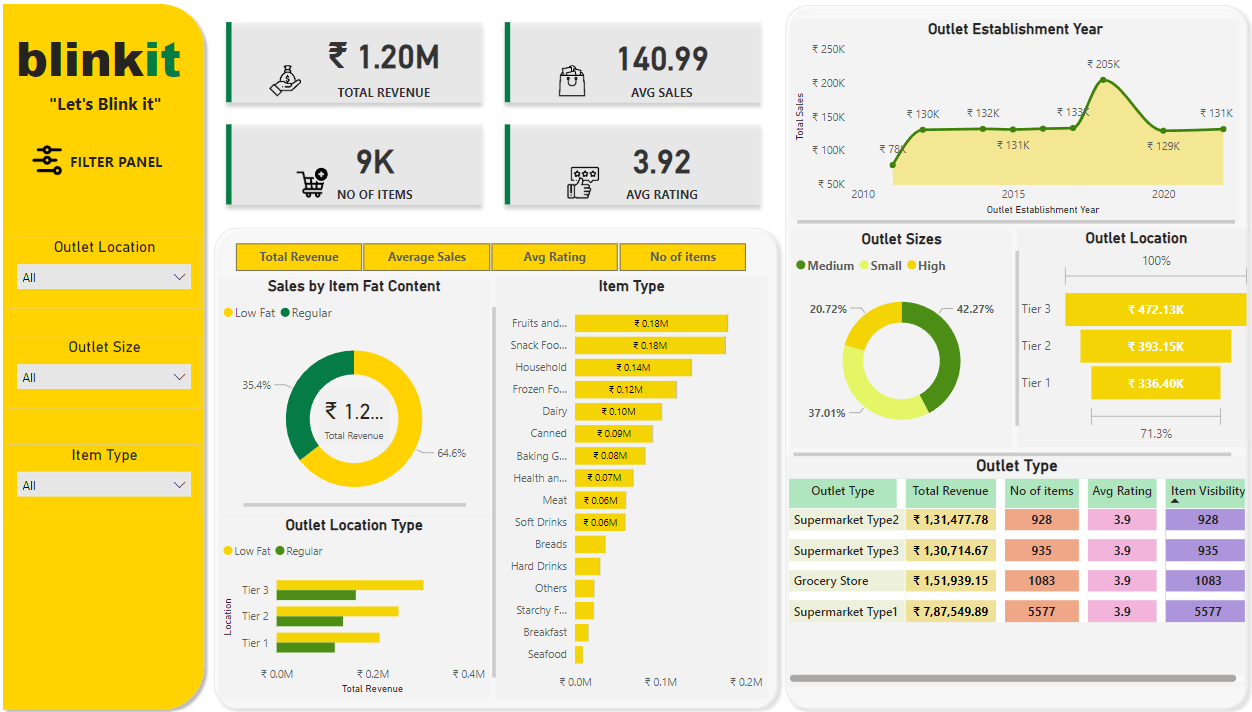 blinkit
"Let's Blink it"
FILTER PANEL
Outlet Location
All
Outlet Size
All
Item Type
All
₹ 1.20M
TOTAL REVENUE
140.99
AVG SALES
9K
NO OF ITEMS
3.92
AVG RATING
Total Revenue
Average Sales
Avg Rating
No of items
Sales by Item Fat Content
Low Fat Regular
35.4%
₹ 1.2...
Total Revenue
64.6%
Outlet Location Type
Low Fat Regular
Location
Tier 3
Tier 2
Tier 1
₹ 0.0M ₹ 0.2M ₹ 0.4M
Total Revenue
Item Type
Fruits and... ₹ 0.18M
Snack Foo... ₹ 0.18M
Household ₹ 0.14M
Frozen Fo... ₹ 0.12M
Dairy ₹ 0.10M
Canned ₹ 0.09M
Baking G... ₹ 0.08M
Health an... ₹ 0.07M
Meat ₹ 0.06M
Soft Drinks ₹ 0.06M
Breads
Hard Drinks
Others
Starchy F...
Breakfast
Seafood
₹ 0.0M ₹ 0.1M ₹ 0.2M
Outlet Establishment Year
Total Sales
₹ 250K
₹ 200K
₹ 150K
₹ 100K
₹ 50K
₹ 78K
₹ 130K
₹ 132K
₹ 131K
₹ 133K
₹ 205K
₹ 129K
₹ 131K
2010 2015 2020
Outlet Establishment Year
Outlet Sizes
Medium Small High
20.72%
42.27%
37.01%
Outlet Location
100%
Tier 3 ₹ 472.13K
Tier 2 ₹ 393.15K
Tier 1 ₹ 336.40K
71.3%
Outlet Type
Outlet Type Total Revenue No of items Avg Rating Item Visibility
Supermarket Type2 ₹ 1,31,477.78 928 3.9 928
Supermarket Type3 ₹ 1,30,714.67 935 3.9 935
Grocery Store ₹ 1,51,939.15 1083 3.9 1083
Supermarket Type1 ₹ 7,87,549.89 5577 3.9 5577